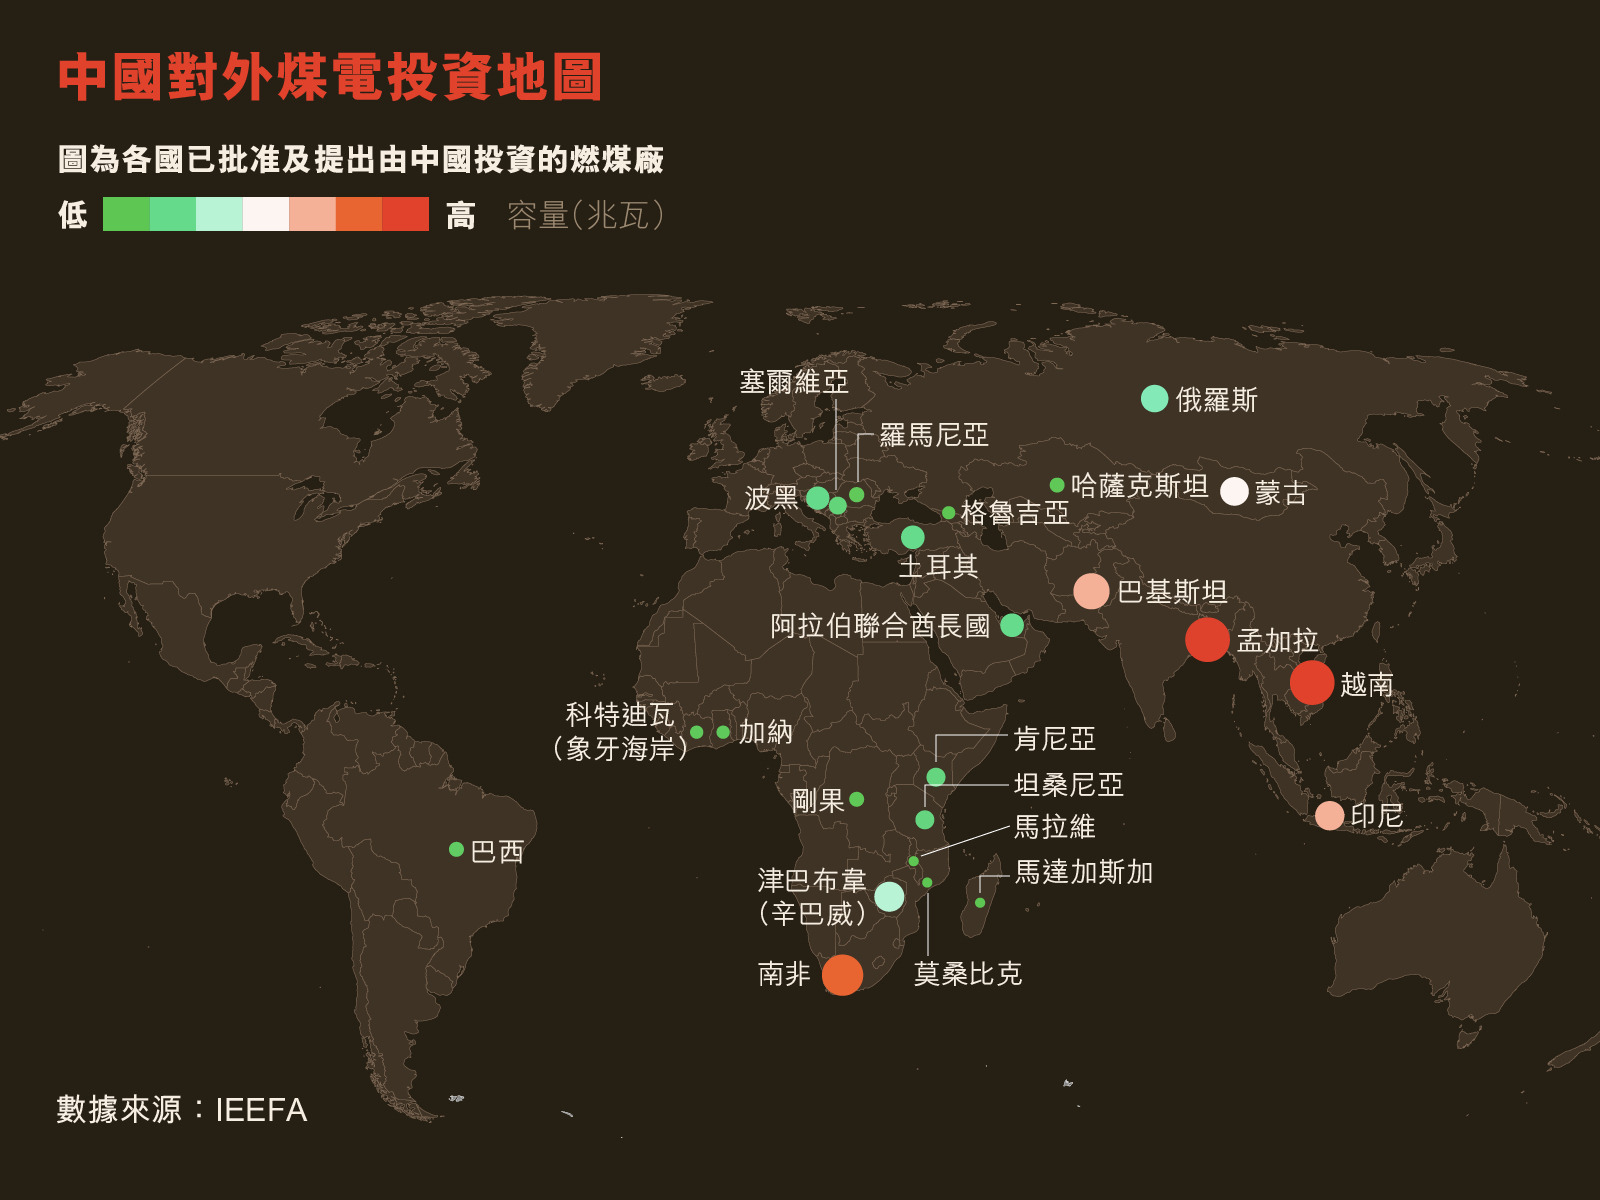 中國對外煤電投資地圖
圖為各國已批准及提出由中國投資的燃煤廠
低 高 容量(兆瓦)
塞爾維亞
俄羅斯
羅馬尼亞
波黑
哈薩克斯坦
蒙古
格魯吉亞
土耳其
巴基斯坦
阿拉伯聯合酋長國
孟加拉
越南
科特迪瓦
(象牙海岸)
加納
肯尼亞
坦桑尼亞
剛果
印尼
馬拉維
巴西
馬達加斯加
津巴布韋
(辛巴威)
南非
莫桑比克
數據來源：IEEFA